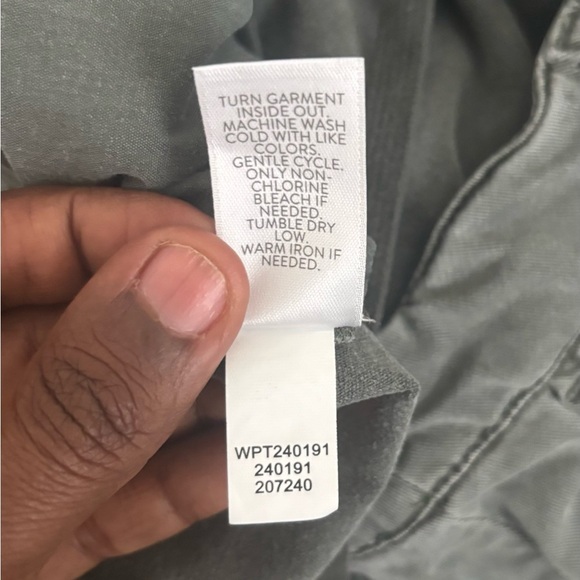 TURN GARMENT
INSIDE OUT.
MACHINE WASH
COLD WITH LIKE
COLORS.
GENTLE CYCLE.
ONLY NON-
CHLORINE
BLEACH IF
NEEDED.
TUMBLE DRY
LOW.
WARM IRON IF
NEEDED.
WPT240191
240191
207240